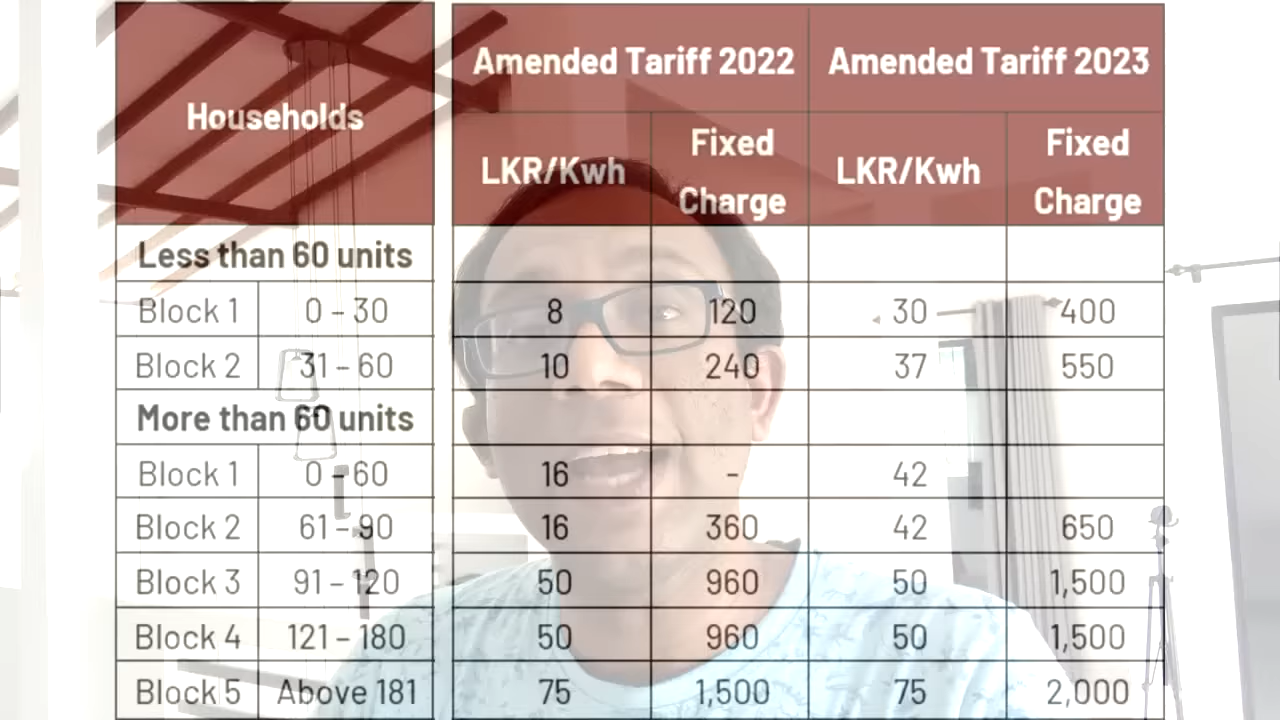 Households Amended Tariff 2022 Amended Tariff 2023
LKR/Kwh Fixed Charge LKR/Kwh Fixed Charge
Less than 60 units
Block 1 0 – 30 8 120 30 400
Block 2 31 – 60 10 240 37 550
More than 60 units
Block 1 0 – 60 16 - 42
Block 2 61 – 90 16 360 42 650
Block 3 91 – 120 50 960 50 1,500
Block 4 121 – 180 50 960 50 1,500
Block 5 Above 181 75 1,500 75 2,000